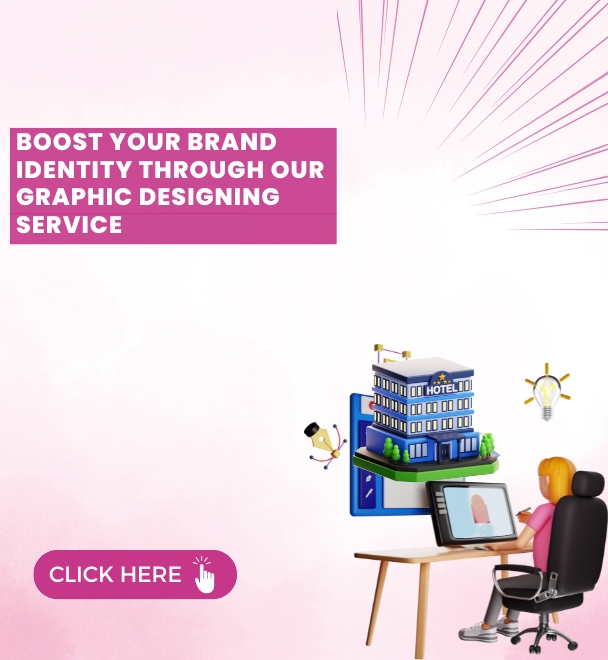 BOOST YOUR BRAND
IDENTITY THROUGH OUR
GRAPHIC DESIGNING
SERVICE
HOTEL
CLICK HERE